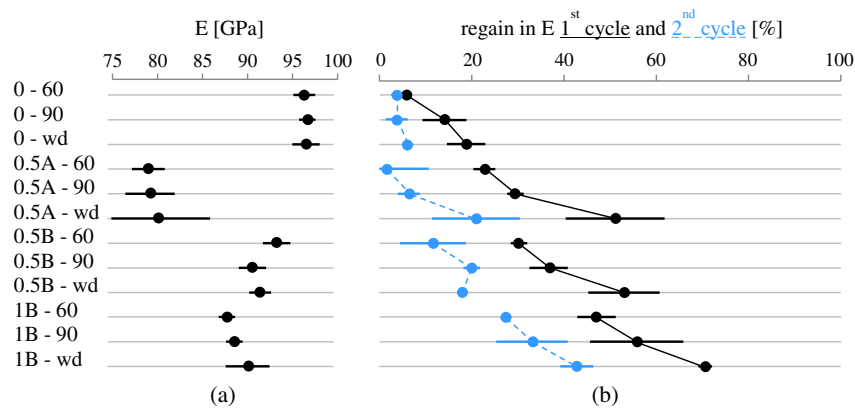 E [GPa]
regain in E 1st cycle and 2nd cycle [%]
75 80 85 90 95 100
0 20 40 60 80 100
0 - 60
0 - 90
0 - wd
0.5A - 60
0.5A - 90
0.5A - wd
0.5B - 60
0.5B - 90
0.5B - wd
1B - 60
1B - 90
1B - wd
(a)
(b)